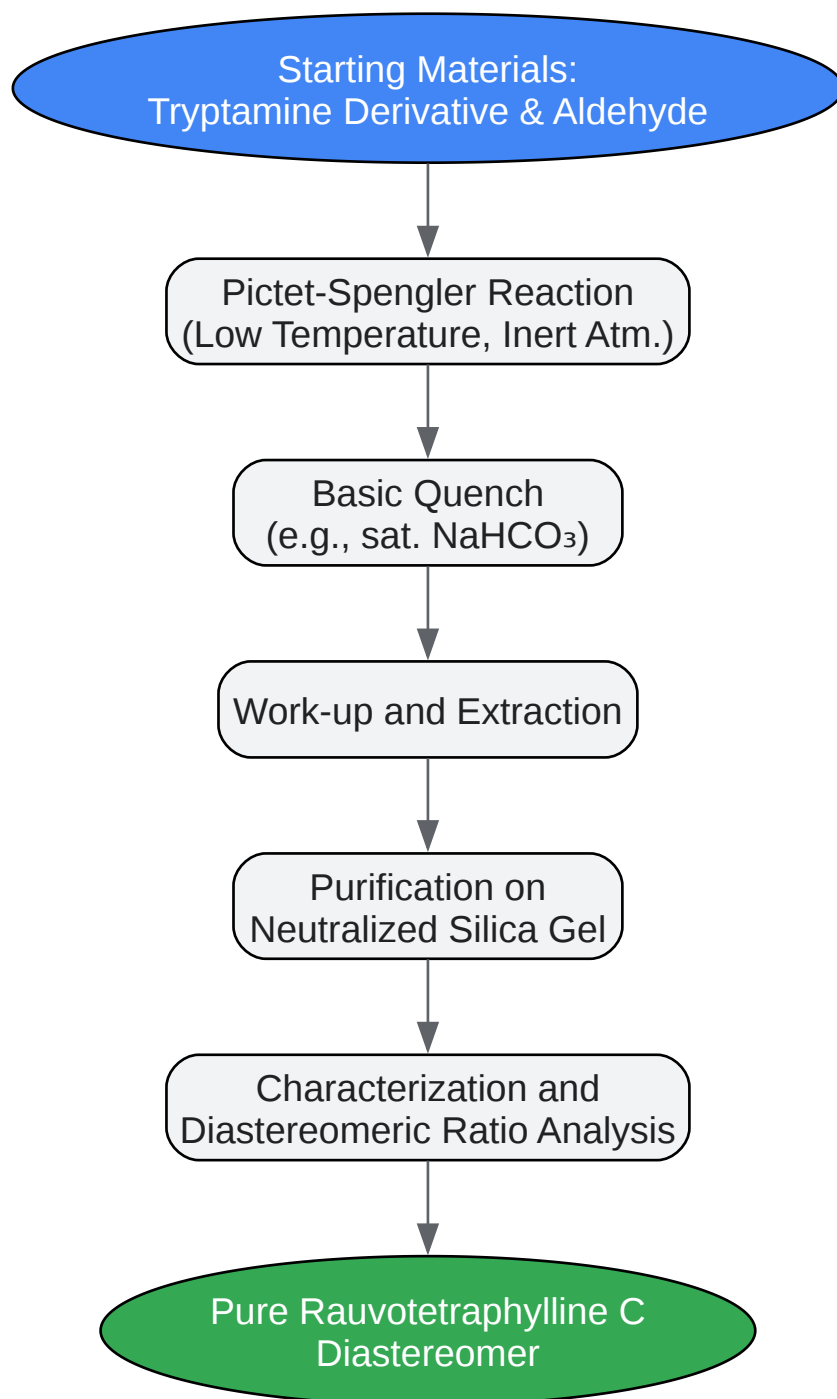 Starting Materials:
Tryptamine Derivative & Aldehyde
Pictet-Spengler Reaction
(Low Temperature, Inert Atm.)
Basic Quench
(e.g., sat. NaHCO₃)
Work-up and Extraction
Purification on
Neutralized Silica Gel
Characterization and
Diastereomeric Ratio Analysis
Pure Rauvotetraphylline C
Diastereomer